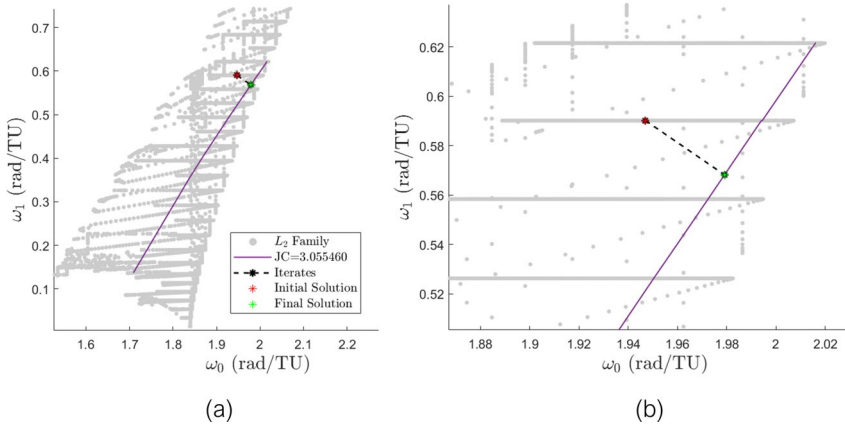 0.7
0.6
0.5
0.4
0.3
0.2
0.1
ω₁ (rad/TU)
1.6 1.7 1.8 1.9 2 2.1 2.2
ω₀ (rad/TU)
L₂ Family
JC=3.055460
Iterates
Initial Solution
Final Solution
(a)
0.62
0.6
0.58
0.56
0.54
0.52
ω₁ (rad/TU)
1.88 1.9 1.92 1.94 1.96 1.98 2 2.02
ω₀ (rad/TU)
(b)